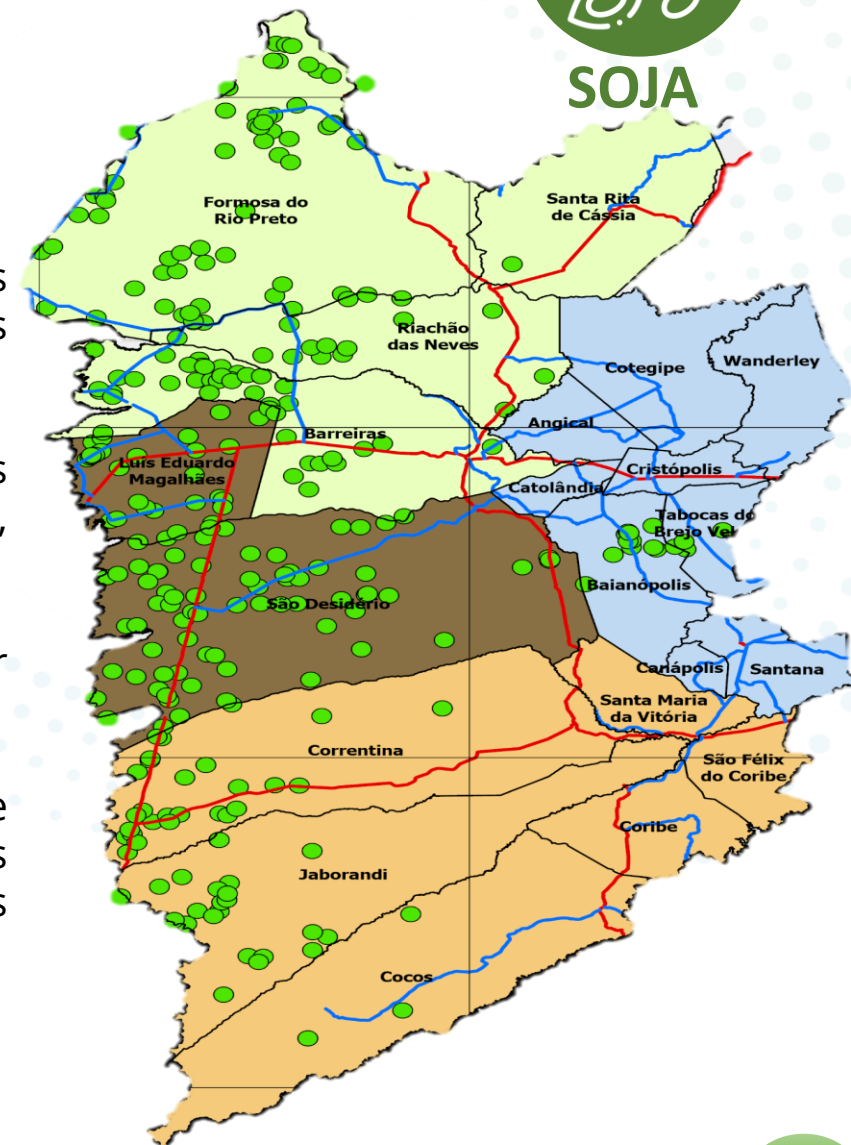 SOJA
Formosa do
Rio Preto
Santa Rita
de Cássia
s
s
Riachão
das Neves
Cotegipe
Wanderley
Angical
Barreiras
s
Luís Eduardo
Magalhães
Cristópolis
Catolândia
Tabocas do
Brejo Vel
,
Baianópolis
São Desidério
r
Canápolis
Santana
Santa Maria
da Vitória
Correntina
São Félix
do Coribe
e
Coribe
s
Jaborandi
s
Cocos